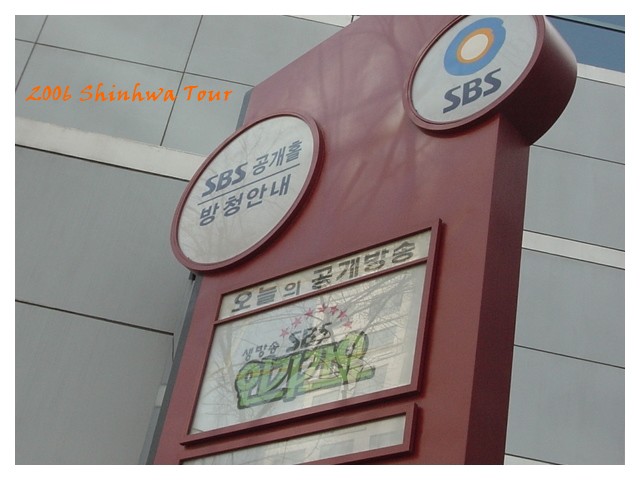 2006 Shinhwa Tour
SBS
SBS 공개홀
방청안내
오늘의 공개방송
생방송 SBS
인기가요